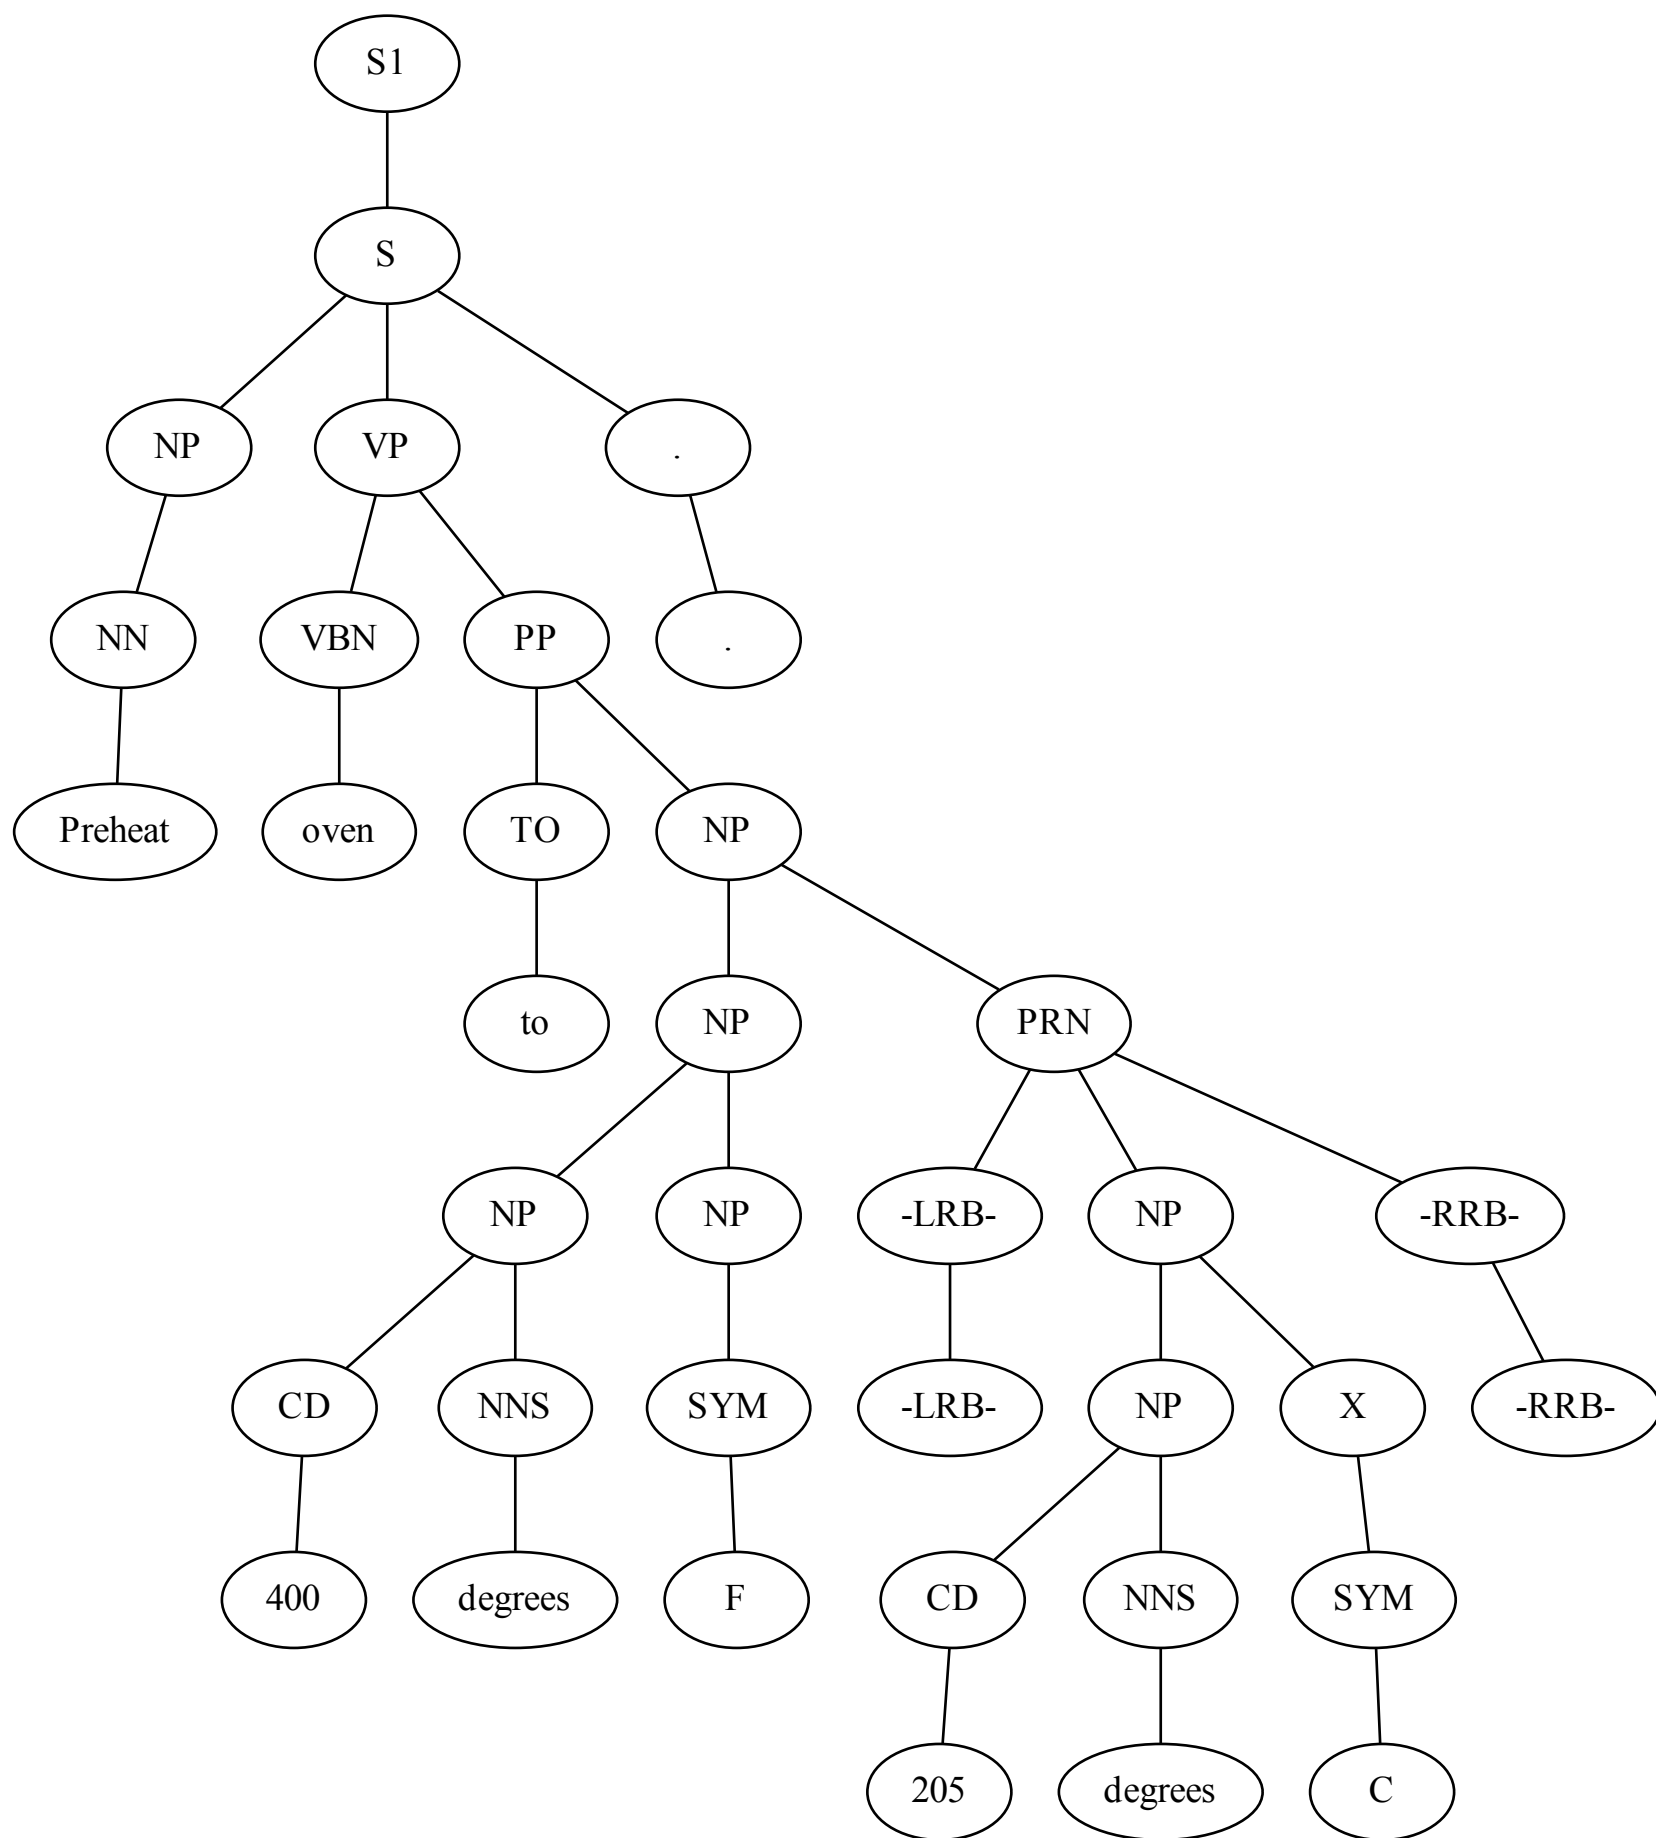 S1
S
NP VP .
NN VBN PP .
Preheat oven TO NP
to NP PRN
NP NP -LRB- NP -RRB-
CD NNS SYM -LRB- NP X -RRB-
400 degrees F CD NNS SYM
205 degrees C